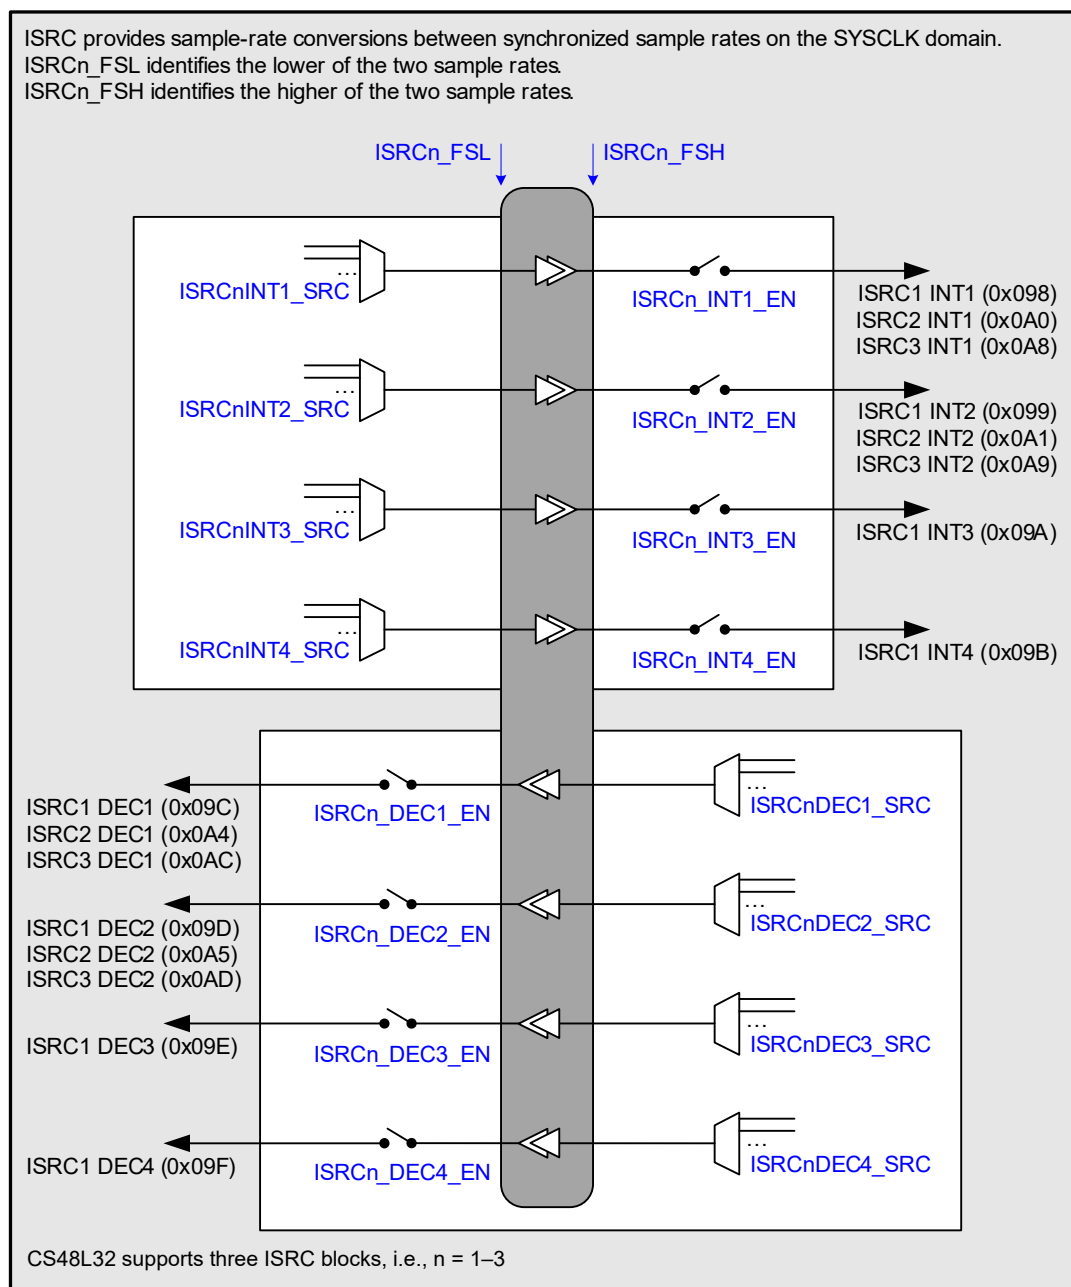 ISRC provides sample-rate conversions between synchronized sample rates on the SYSCLK domain.
ISRCn_FSL identifies the lower of the two sample rates.
ISRCn_FSH identifies the higher of the two sample rates.
ISRCn_FSL
ISRCn_FSH
...
ISRCnINT1_SRC
ISRCn_INT1_EN
ISRC1 INT1 (0x098)
ISRC2 INT1 (0x0A0)
ISRC3 INT1 (0x0A8)
...
ISRCnINT2_SRC
ISRCn_INT2_EN
ISRC1 INT2 (0x099)
ISRC2 INT2 (0x0A1)
ISRC3 INT2 (0x0A9)
...
ISRCnINT3_SRC
ISRCn_INT3_EN
ISRC1 INT3 (0x09A)
...
ISRCnINT4_SRC
ISRCn_INT4_EN
ISRC1 INT4 (0x09B)
ISRC1 DEC1 (0x09C)
ISRC2 DEC1 (0x0A4)
ISRC3 DEC1 (0x0AC)
ISRCn_DEC1_EN
...
ISRCnDEC1_SRC
ISRC1 DEC2 (0x09D)
ISRC2 DEC2 (0x0A5)
ISRC3 DEC2 (0x0AD)
ISRCn_DEC2_EN
...
ISRCnDEC2_SRC
ISRC1 DEC3 (0x09E)
ISRCn_DEC3_EN
...
ISRCnDEC3_SRC
ISRC1 DEC4 (0x09F)
ISRCn_DEC4_EN
...
ISRCnDEC4_SRC
CS48L32 supports three ISRC blocks, i.e., n = 1–3